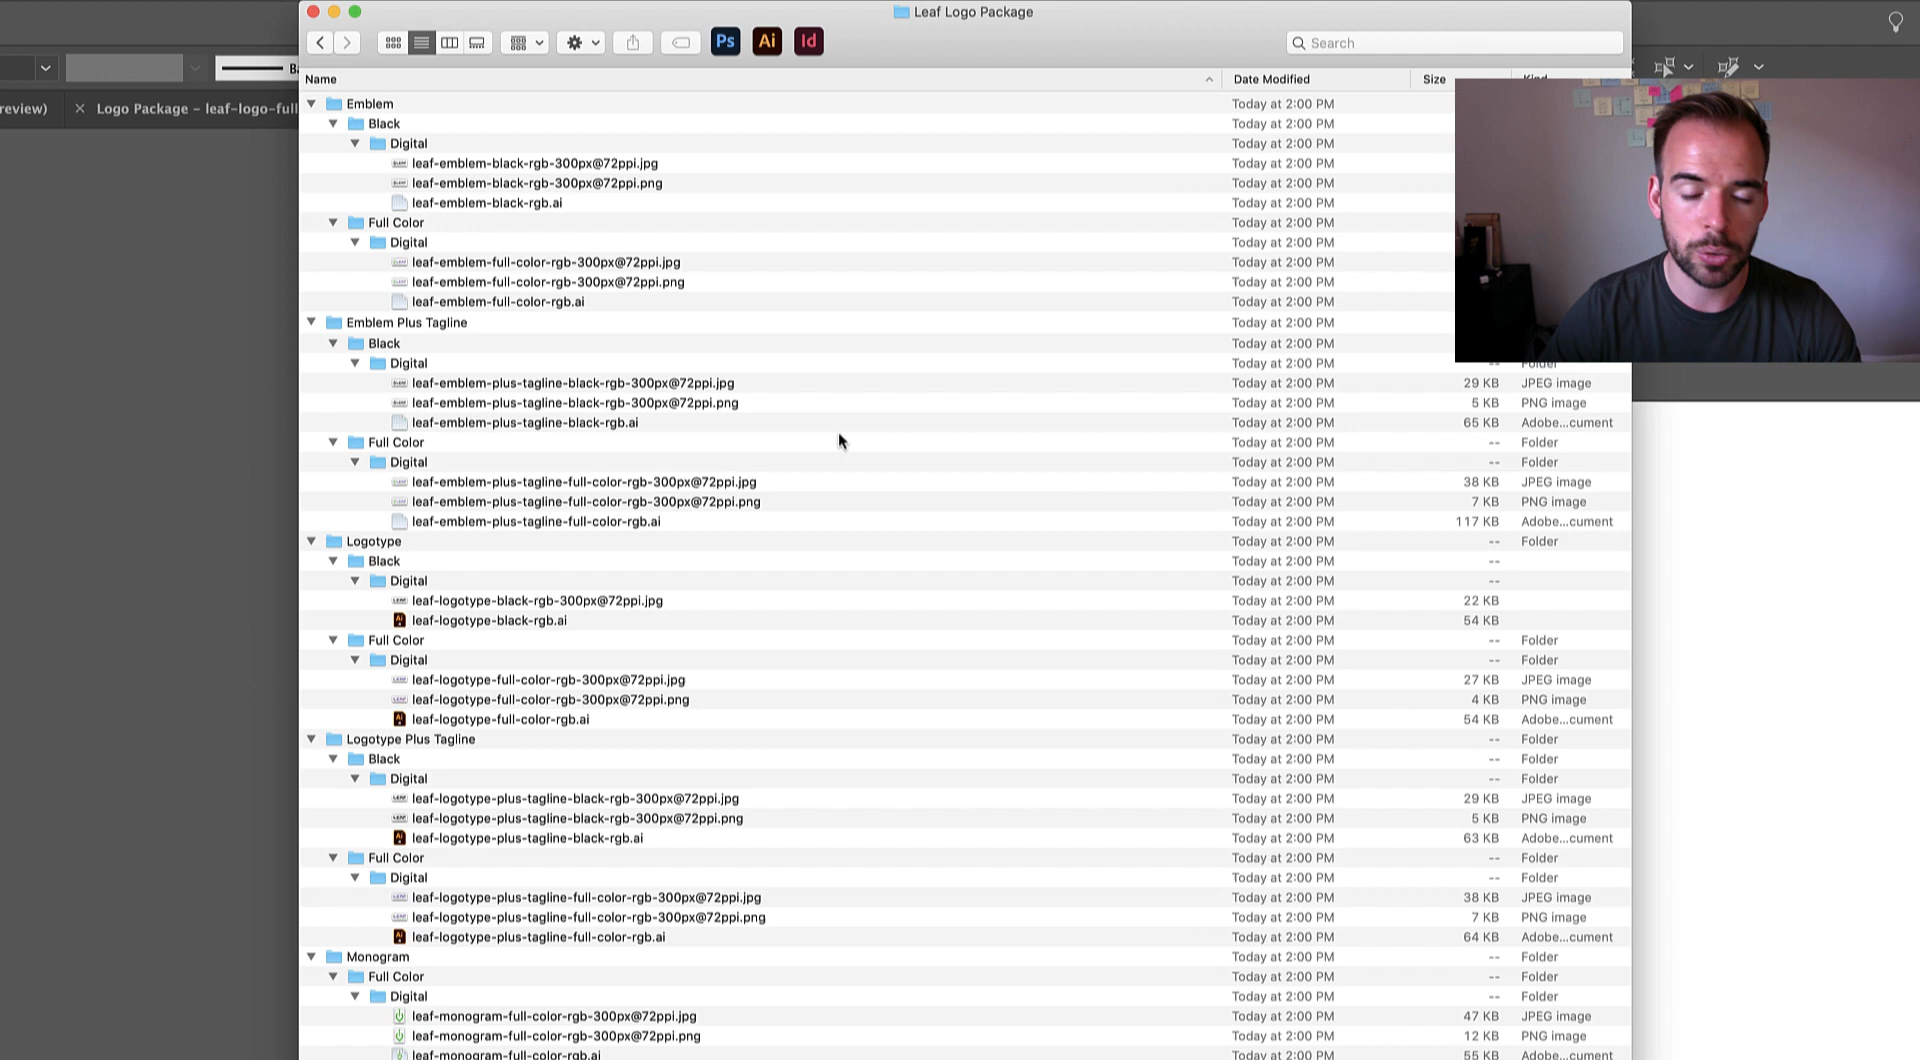 Leaf Logo Package
Ps Ai Id
Search
review) × Logo Package - leaf-logo-full
Name Date Modified Size Kind
Emblem Today at 2:00 PM
Black Today at 2:00 PM
Digital Today at 2:00 PM
leaf-emblem-black-rgb-300px@72ppi.jpg Today at 2:00 PM
leaf-emblem-black-rgb-300px@72ppi.png Today at 2:00 PM
leaf-emblem-black-rgb.ai Today at 2:00 PM
Full Color Today at 2:00 PM
Digital Today at 2:00 PM
leaf-emblem-full-color-rgb-300px@72ppi.jpg Today at 2:00 PM
leaf-emblem-full-color-rgb-300px@72ppi.png Today at 2:00 PM
leaf-emblem-full-color-rgb.ai Today at 2:00 PM
Emblem Plus Tagline Today at 2:00 PM
Black Today at 2:00 PM
Digital Today at 2:00 PM Folder
leaf-emblem-plus-tagline-black-rgb-300px@72ppi.jpg Today at 2:00 PM 29 KB JPEG image
leaf-emblem-plus-tagline-black-rgb-300px@72ppi.png Today at 2:00 PM 5 KB PNG image
leaf-emblem-plus-tagline-black-rgb.ai Today at 2:00 PM 65 KB Adobe...cument
Full Color Today at 2:00 PM -- Folder
Digital Today at 2:00 PM -- Folder
leaf-emblem-plus-tagline-full-color-rgb-300px@72ppi.jpg Today at 2:00 PM 38 KB JPEG image
leaf-emblem-plus-tagline-full-color-rgb-300px@72ppi.png Today at 2:00 PM 7 KB PNG image
leaf-emblem-plus-tagline-full-color-rgb.ai Today at 2:00 PM 117 KB Adobe...cument
Logotype Today at 2:00 PM -- Folder
Black Today at 2:00 PM --
Digital Today at 2:00 PM --
leaf-logotype-black-rgb-300px@72ppi.jpg Today at 2:00 PM 22 KB
leaf-logotype-black-rgb.ai Today at 2:00 PM 54 KB
Full Color Today at 2:00 PM -- Folder
Digital Today at 2:00 PM -- Folder
leaf-logotype-full-color-rgb-300px@72ppi.jpg Today at 2:00 PM 27 KB JPEG image
leaf-logotype-full-color-rgb-300px@72ppi.png Today at 2:00 PM 4 KB PNG image
leaf-logotype-full-color-rgb.ai Today at 2:00 PM 54 KB Adobe...cument
Logotype Plus Tagline Today at 2:00 PM -- Folder
Black Today at 2:00 PM -- Folder
Digital Today at 2:00 PM -- Folder
leaf-logotype-plus-tagline-black-rgb-300px@72ppi.jpg Today at 2:00 PM 29 KB JPEG image
leaf-logotype-plus-tagline-black-rgb-300px@72ppi.png Today at 2:00 PM 5 KB PNG image
leaf-logotype-plus-tagline-black-rgb.ai Today at 2:00 PM 63 KB Adobe...cument
Full Color Today at 2:00 PM -- Folder
Digital Today at 2:00 PM -- Folder
leaf-logotype-plus-tagline-full-color-rgb-300px@72ppi.jpg Today at 2:00 PM 38 KB JPEG image
leaf-logotype-plus-tagline-full-color-rgb-300px@72ppi.png Today at 2:00 PM 7 KB PNG image
leaf-logotype-plus-tagline-full-color-rgb.ai Today at 2:00 PM 64 KB Adobe...cument
Monogram Today at 2:00 PM -- Folder
Full Color Today at 2:00 PM -- Folder
Digital Today at 2:00 PM -- Folder
leaf-monogram-full-color-rgb-300px@72ppi.jpg Today at 2:00 PM 47 KB JPEG image
leaf-monogram-full-color-rgb-300px@72ppi.png Today at 2:00 PM 12 KB PNG image
leaf-monogram-full-color-rgb.ai Today at 2:00 PM 55 KB Adobe...cument